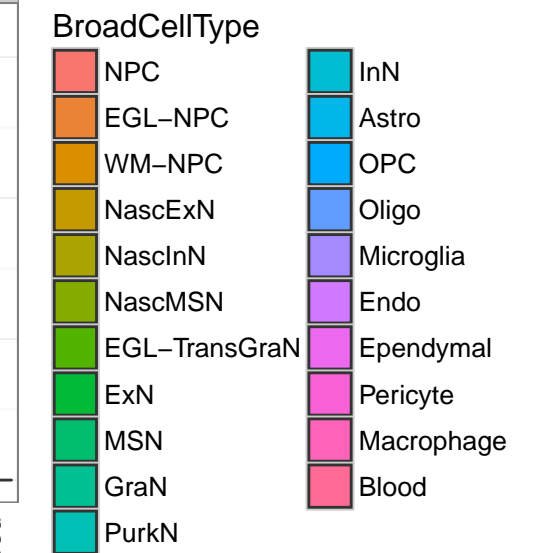 BroadCellType
NPC
EGL−NPC
WM−NPC
NascExN
NascInN
NascMSN
EGL−TransGraN
ExN
MSN
GraN
PurkN
InN
Astro
OPC
Oligo
Microglia
Endo
Ependymal
Pericyte
Macrophage
Blood